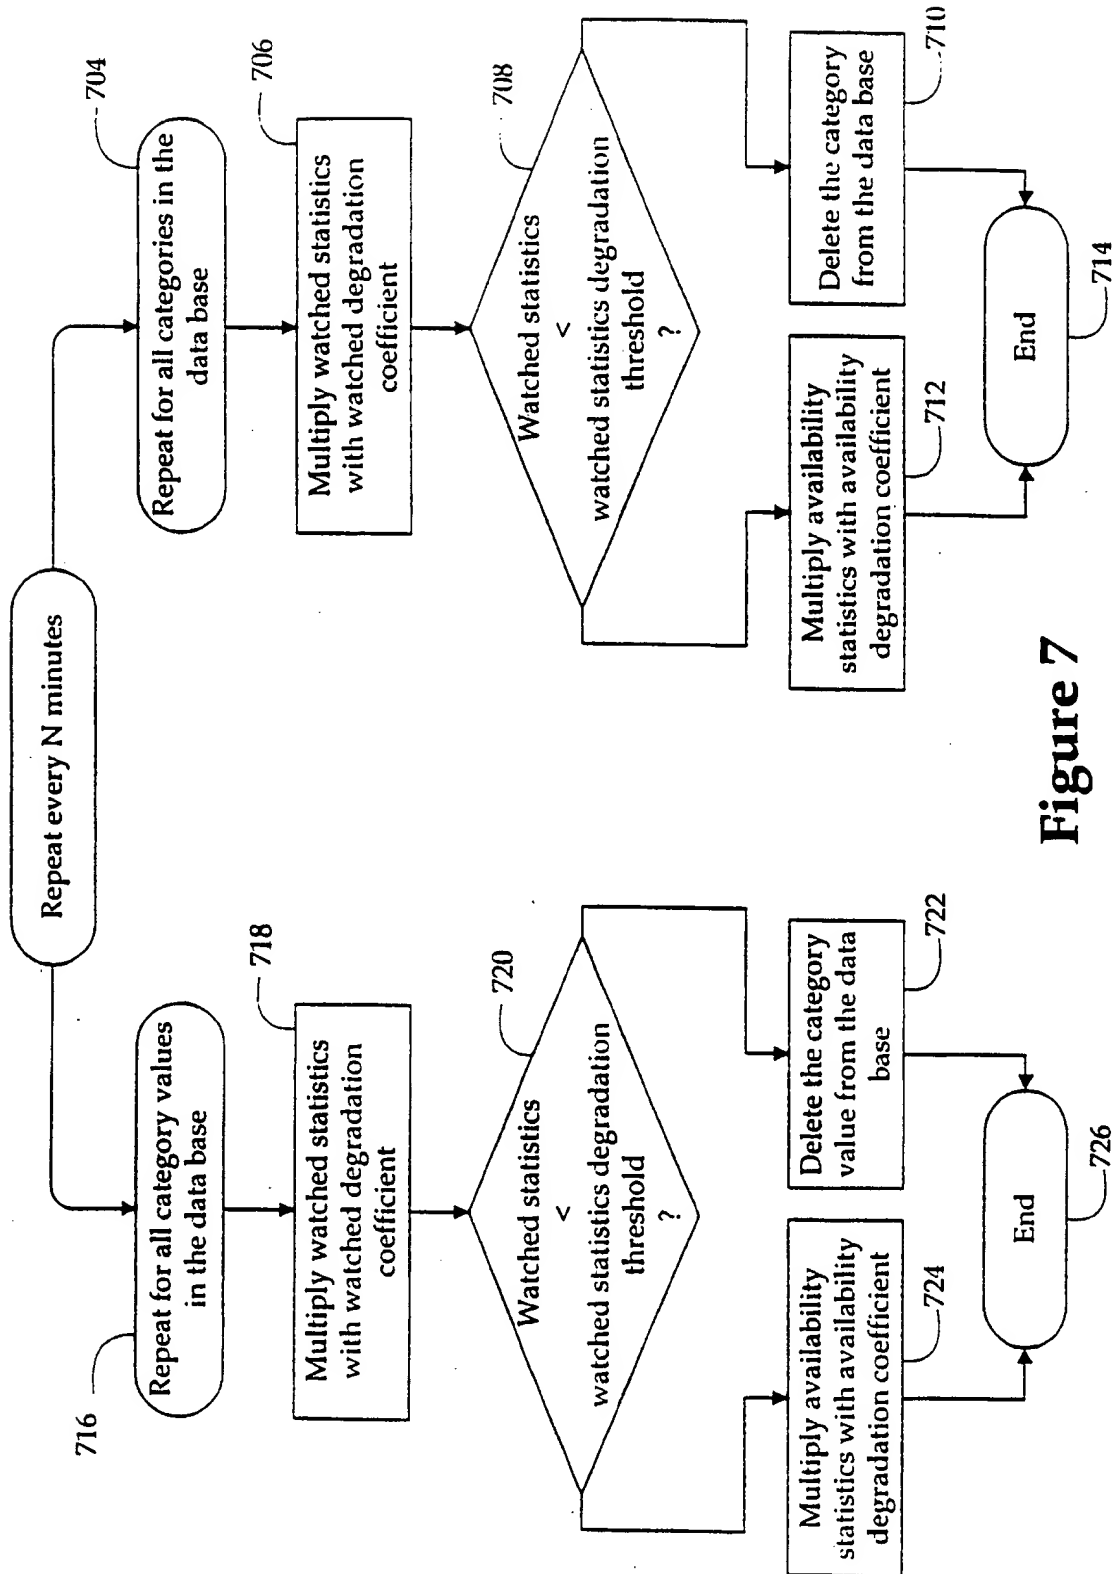 Repeat every N minutes
716
Repeat for all category values
in the data base
718
Multiply watched statistics
with watched degradation
coefficient
720
Watched statistics
<
watched statistics degradation
threshold
?
724
Multiply availability
statistics with availability
degradation coefficient
722
Delete the category
value from the data
base
End
726
704
Repeat for all categories in the
data base
706
Multiply watched statistics
with watched degradation
coefficient
708
Watched statistics
<
watched statistics degradation
threshold
?
712
Multiply availability
statistics with availability
degradation coefficient
710
Delete the category
from the data base
End
714
Figure 7